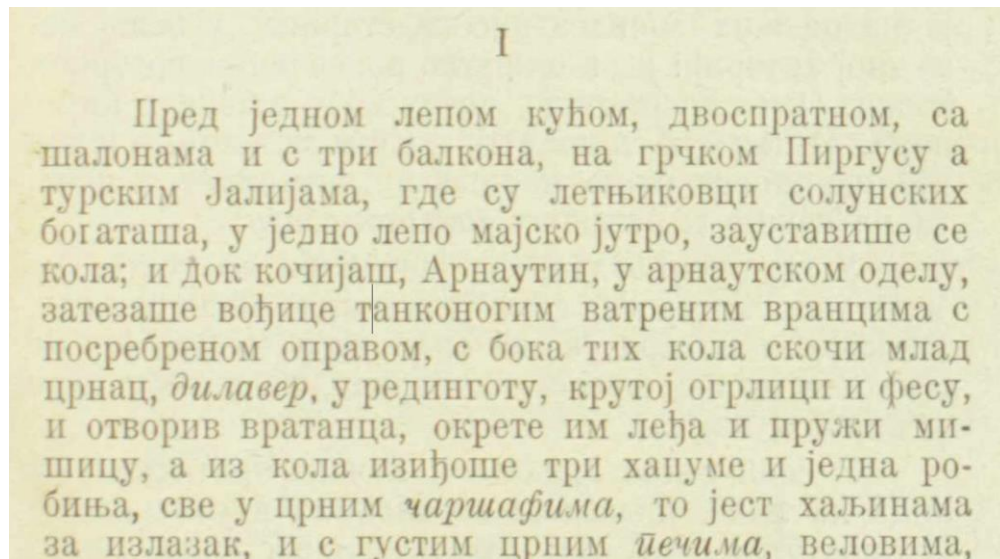 I
Пред једном лепом кућом, двоспратном, са
шалонама и с три балкона, на грчком Пиргусу а
турским Јалијама, где су летњиковци солунских
богаташа, у једно лепо мајско јутро, зауставише се
кола; и док кочијаш, Арнаутин, у арнаутском оделу,
затезаше вођице танконогим ватреним вранцима с
посребреном оправом, с бока тих кола скочи млад
црнац, дилавер, у рединготу, крутој огрлици и фесу,
и отворив вратанца, окрете им леђа и пружи ми-
шицу, а из кола изиђоше три хануме и једна ро-
биња, све у црним чаршафима, то јест хаљинама
за излазак, и с густим црним печима, веловима,